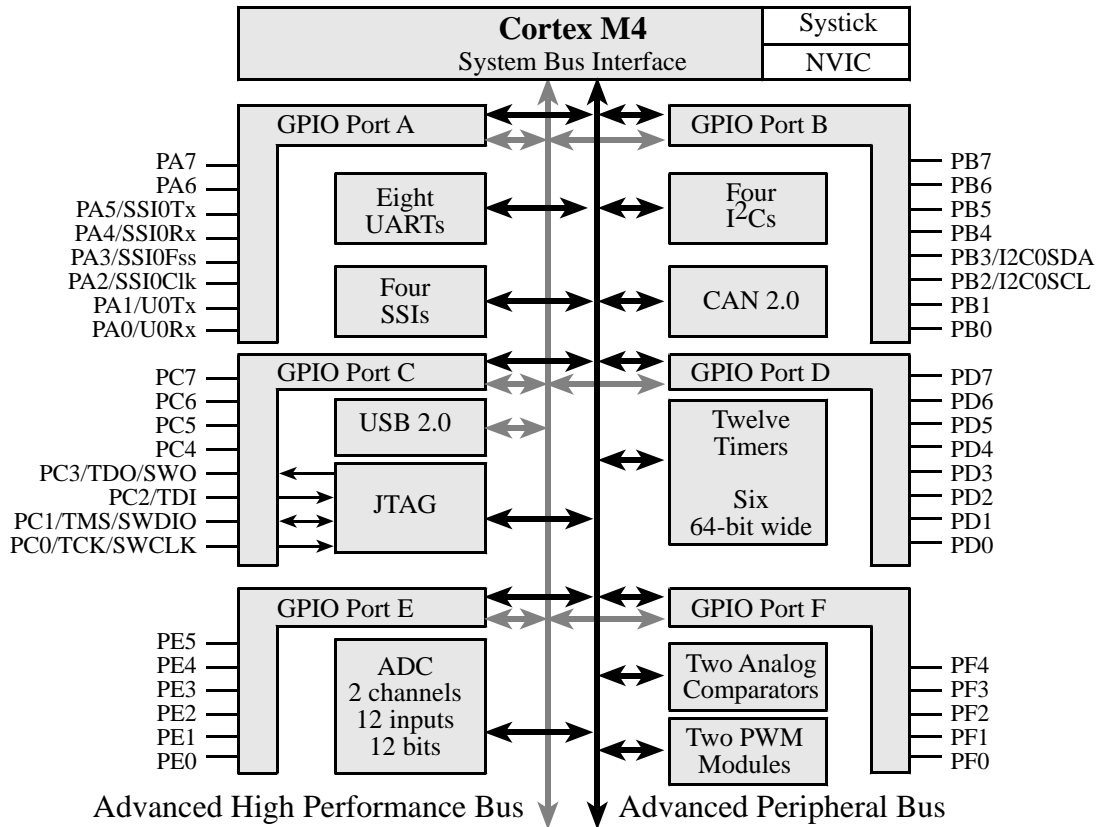 Cortex M4
System Bus Interface
Systick
NVIC
GPIO Port A
GPIO Port B
PA7
PA6
PA5/SSI0Tx
PA4/SSI0Rx
PA3/SSI0Fss
PA2/SSI0Clk
PA1/U0Tx
PA0/U0Rx
Eight
UARTs
Four
SSIs
Four
I²Cs
CAN 2.0
PB7
PB6
PB5
PB4
PB3/I2C0SDA
PB2/I2C0SCL
PB1
PB0
GPIO Port C
GPIO Port D
PC7
PC6
PC5
PC4
PC3/TDO/SWO
PC2/TDI
PC1/TMS/SWDIO
PC0/TCK/SWCLK
USB 2.0
JTAG
Twelve
Timers
Six
64-bit wide
PD7
PD6
PD5
PD4
PD3
PD2
PD1
PD0
GPIO Port E
GPIO Port F
PE5
PE4
PE3
PE2
PE1
PE0
ADC
2 channels
12 inputs
12 bits
Two Analog
Comparators
Two PWM
Modules
PF4
PF3
PF2
PF1
PF0
Advanced High Performance Bus
Advanced Peripheral Bus